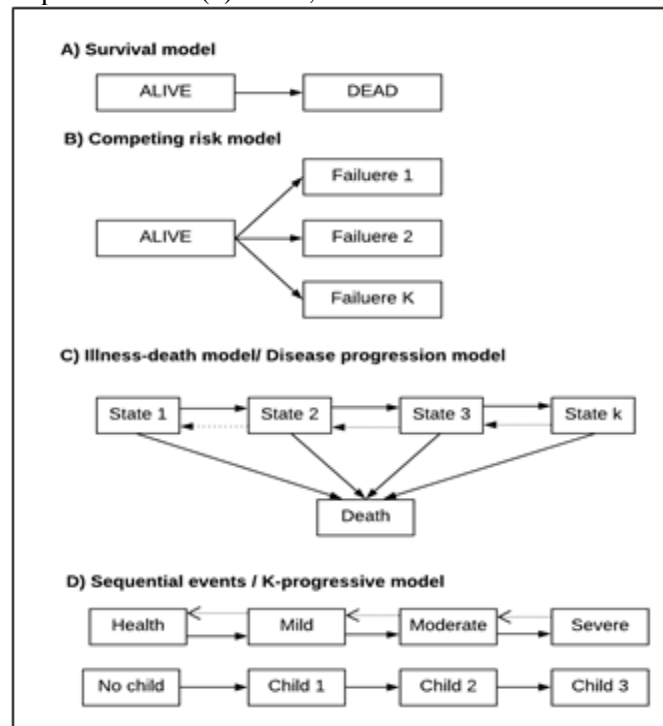 A) Survival model
ALIVE DEAD
B) Competing risk model
Failuere 1
ALIVE Failuere 2
Failuere K
C) Illness-death model/ Disease progression model
State 1 State 2 State 3 State k
Death
D) Sequential events / K-progressive model
Health Mild Moderate Severe
No child Child 1 Child 2 Child 3